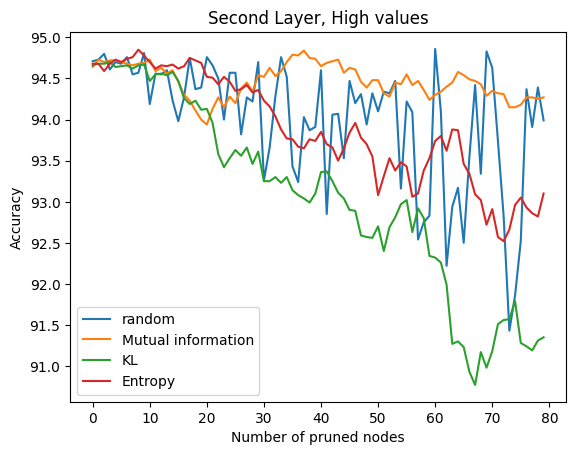 Second Layer, High values
Accuracy
95.0
94.5
94.0
93.5
93.0
92.5
92.0
91.5
91.0
random
Mutual information
KL
Entropy
0 10 20 30 40 50 60 70 80
Number of pruned nodes